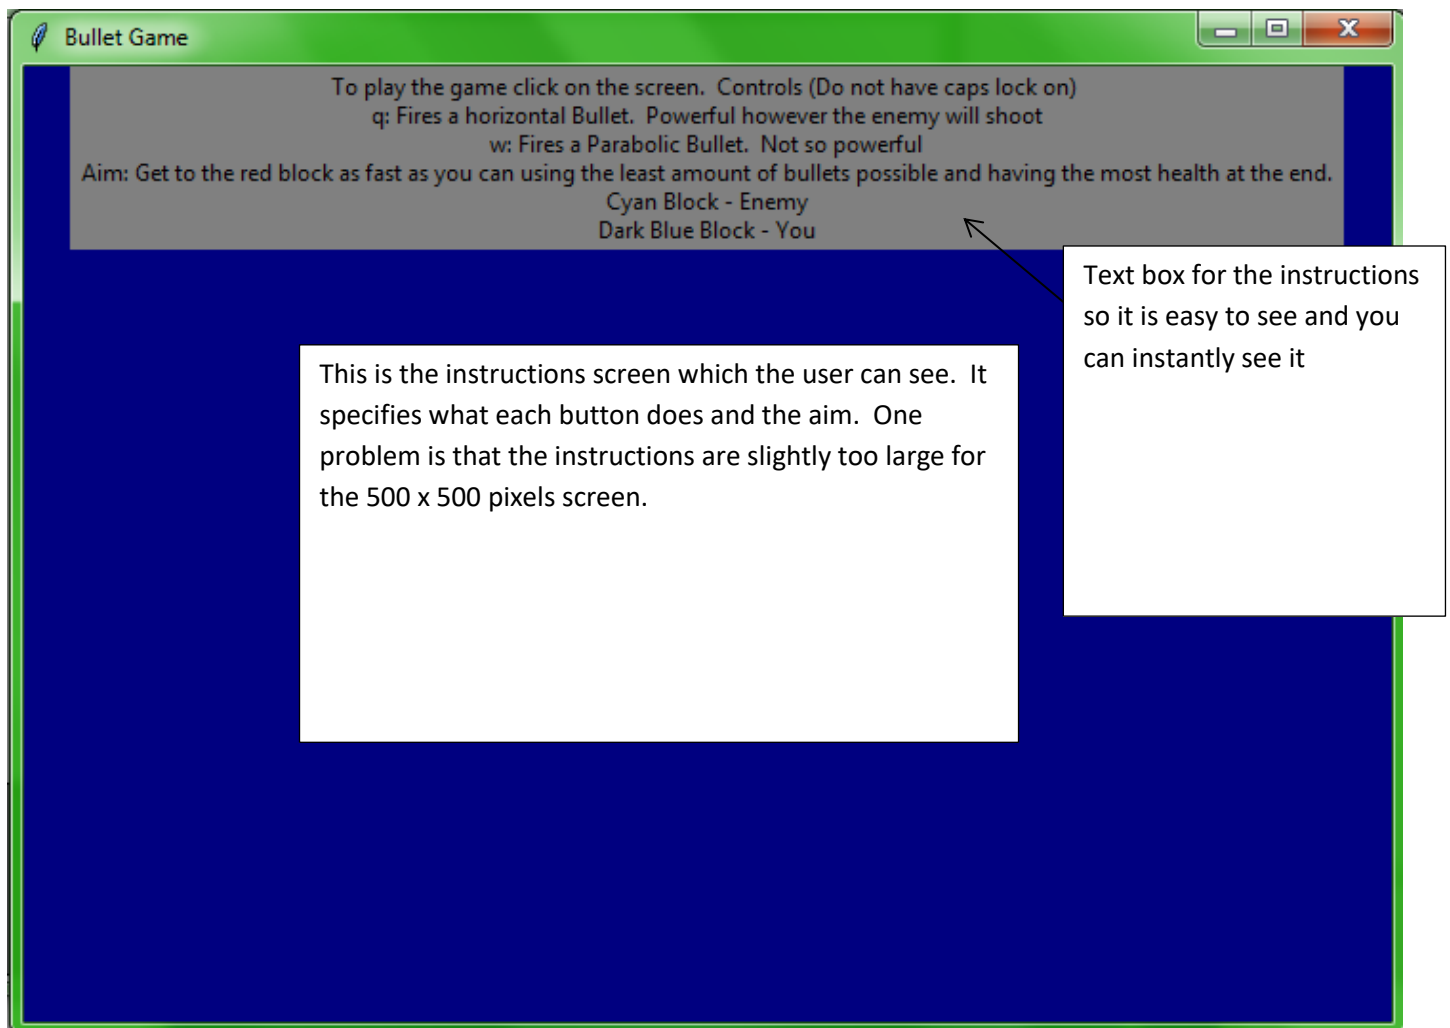 Bullet Game
To play the game click on the screen.  Controls (Do not have caps lock on)
q: Fires a horizontal Bullet.  Powerful however the enemy will shoot
w: Fires a Parabolic Bullet.  Not so powerful
Aim: Get to the red block as fast as you can using the least amount of bullets possible and having the most health at the end.
Cyan Block - Enemy
Dark Blue Block - You
Text box for the instructions
so it is easy to see and you
can instantly see it
This is the instructions screen which the user can see.  It
specifies what each button does and the aim.  One
problem is that the instructions are slightly too large for
the 500 x 500 pixels screen.